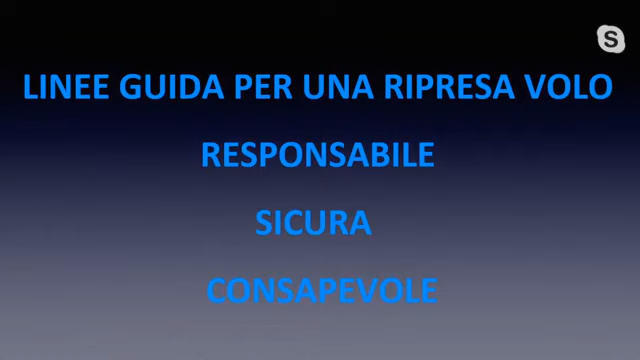 LINEE GUIDA PER UNA RIPRESA VOLO
RESPONSABILE
SICURA
CONSAPEVOLE